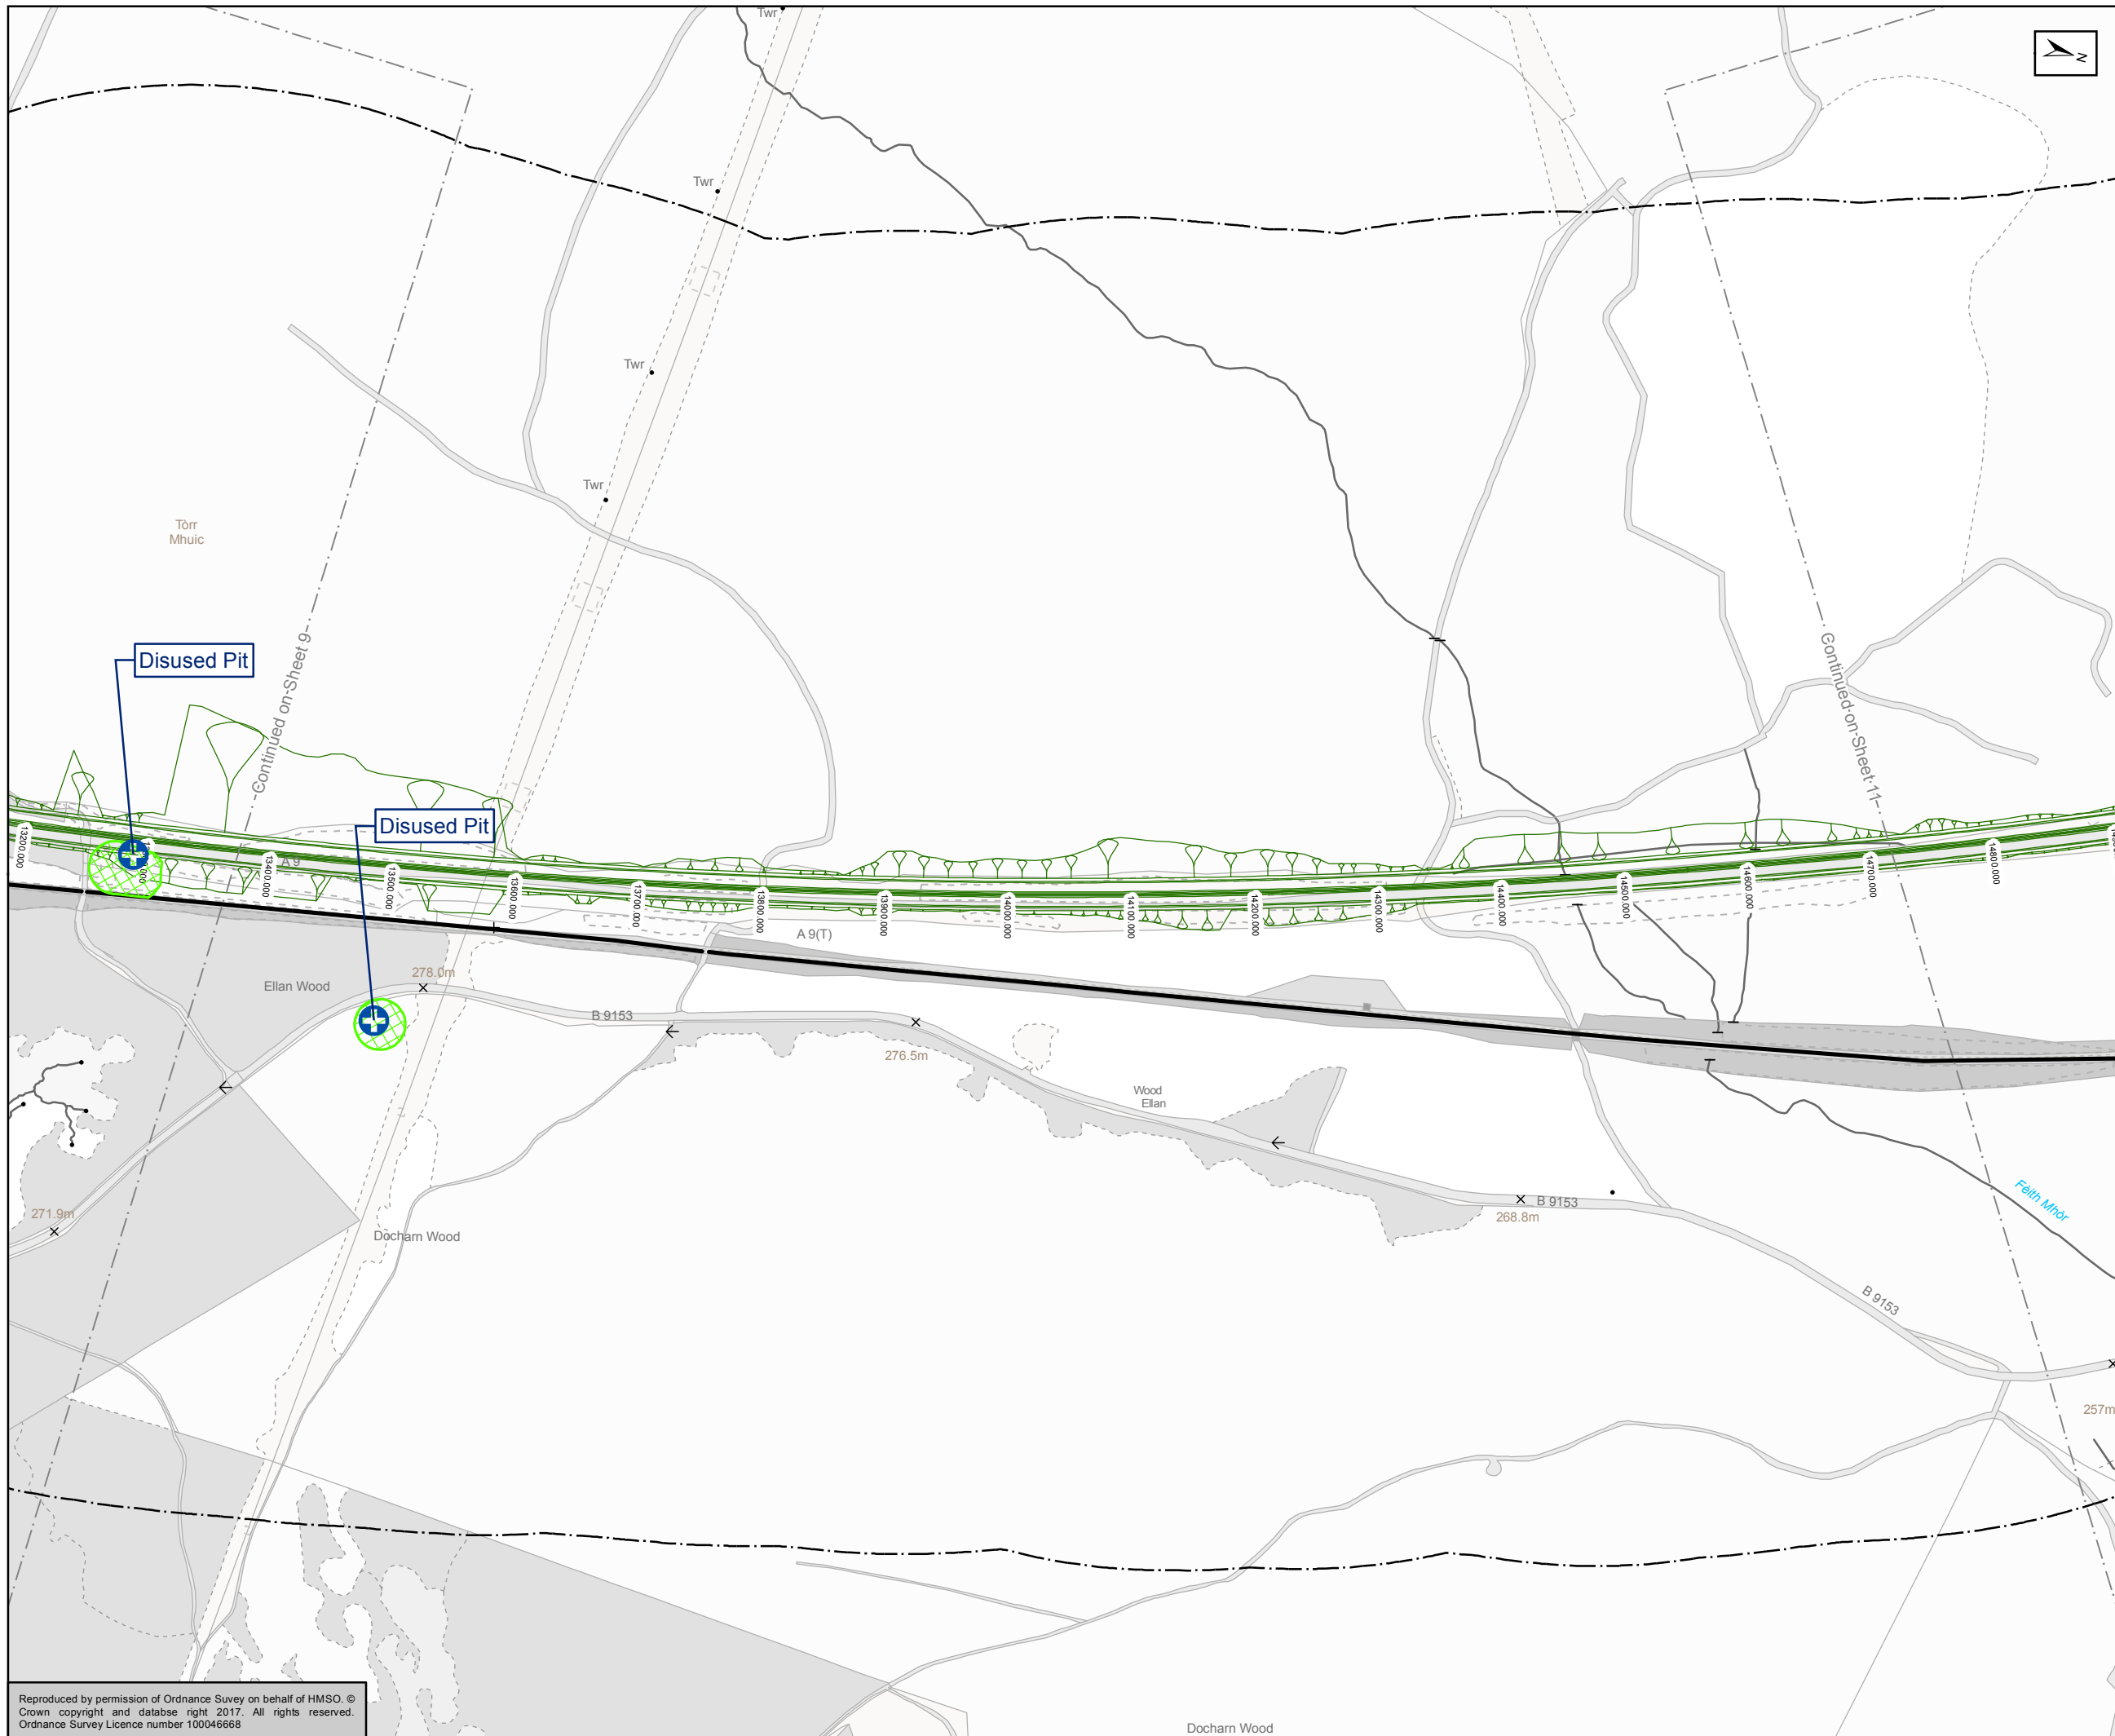 Twr
Twr
Twr
Twr
N
Tòrr
Mhuic
Disused Pit
Continued on Sheet 9
Continued on Sheet 11
Disused Pit
13200.000
A 9
13400.000
13500.000
13600.000
13700.000
13800.000
13900.000
14000.000
14100.000
14200.000
14300.000
14400.000
14500.000
14600.000
14700.000
14800.000
A 9(T)
278.0m
Ellan Wood
B 9153
276.5m
Wood
Ellan
271.9m
Docharn Wood
B 9153
268.8m
Fèith Mhòr
B 9153
257m
Reproduced by permission of Ordnance Suvey on behalf of HMSO. ©
Crown copyright and databse right 2017. All rights reserved.
Ordnance Survey Licence number 100046668
Docharn Wood